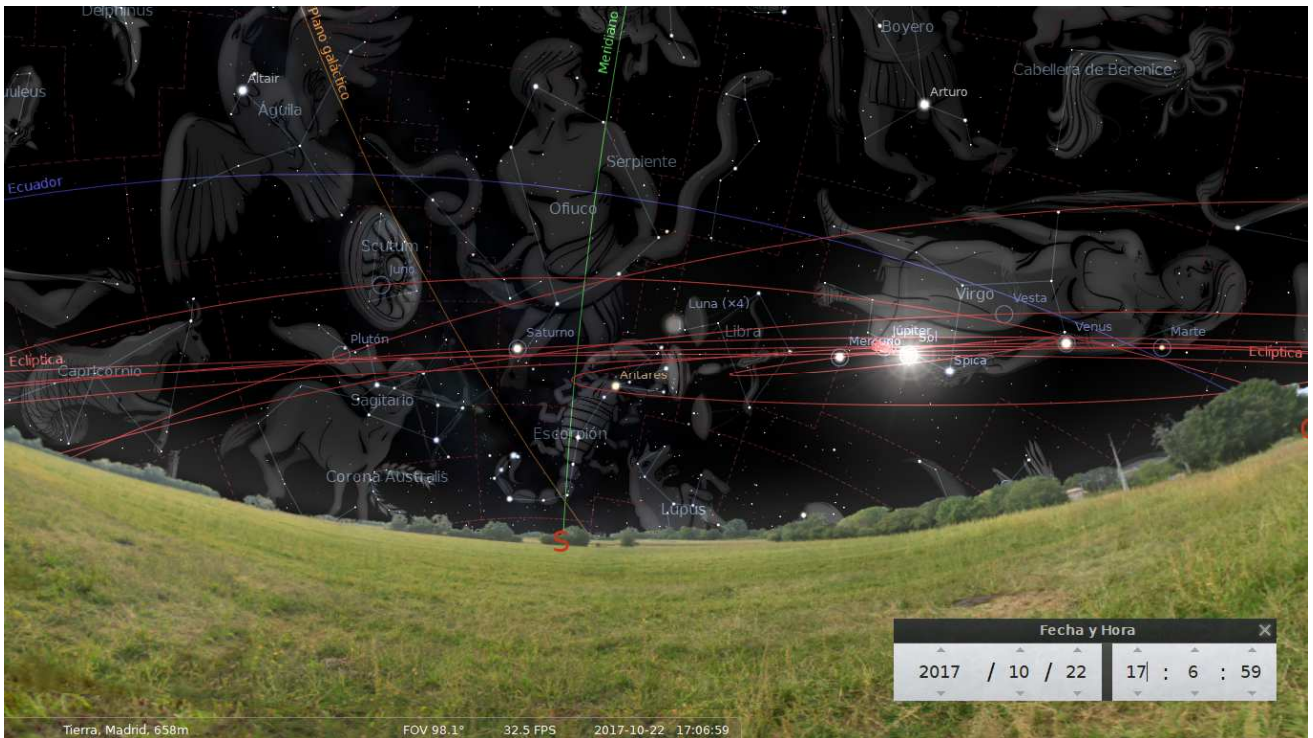 Delphinus
Plano galáctico
Meridiano
Boyero
Cabellera de Berenice
Altair
Águila
uuleus
Arturo
Serpiente
Ecuador
Ofiuco
Scutum
Juno
Virgo
Vesta
Luna (×4)
Libra
Plutón
Saturno
Júpiter
Sol
Mercurio
Venus
Marte
Eclíptica
Eclíptica
Capricornio
Spica
Antares
Sagitario
Escorpión
Corona Australis
Lupus
S
Fecha y Hora
2017 / 10 / 22 17 : 6 : 59
Tierra, Madrid, 658m FOV 98.1° 32.5 FPS 2017-10-22 17:06:59